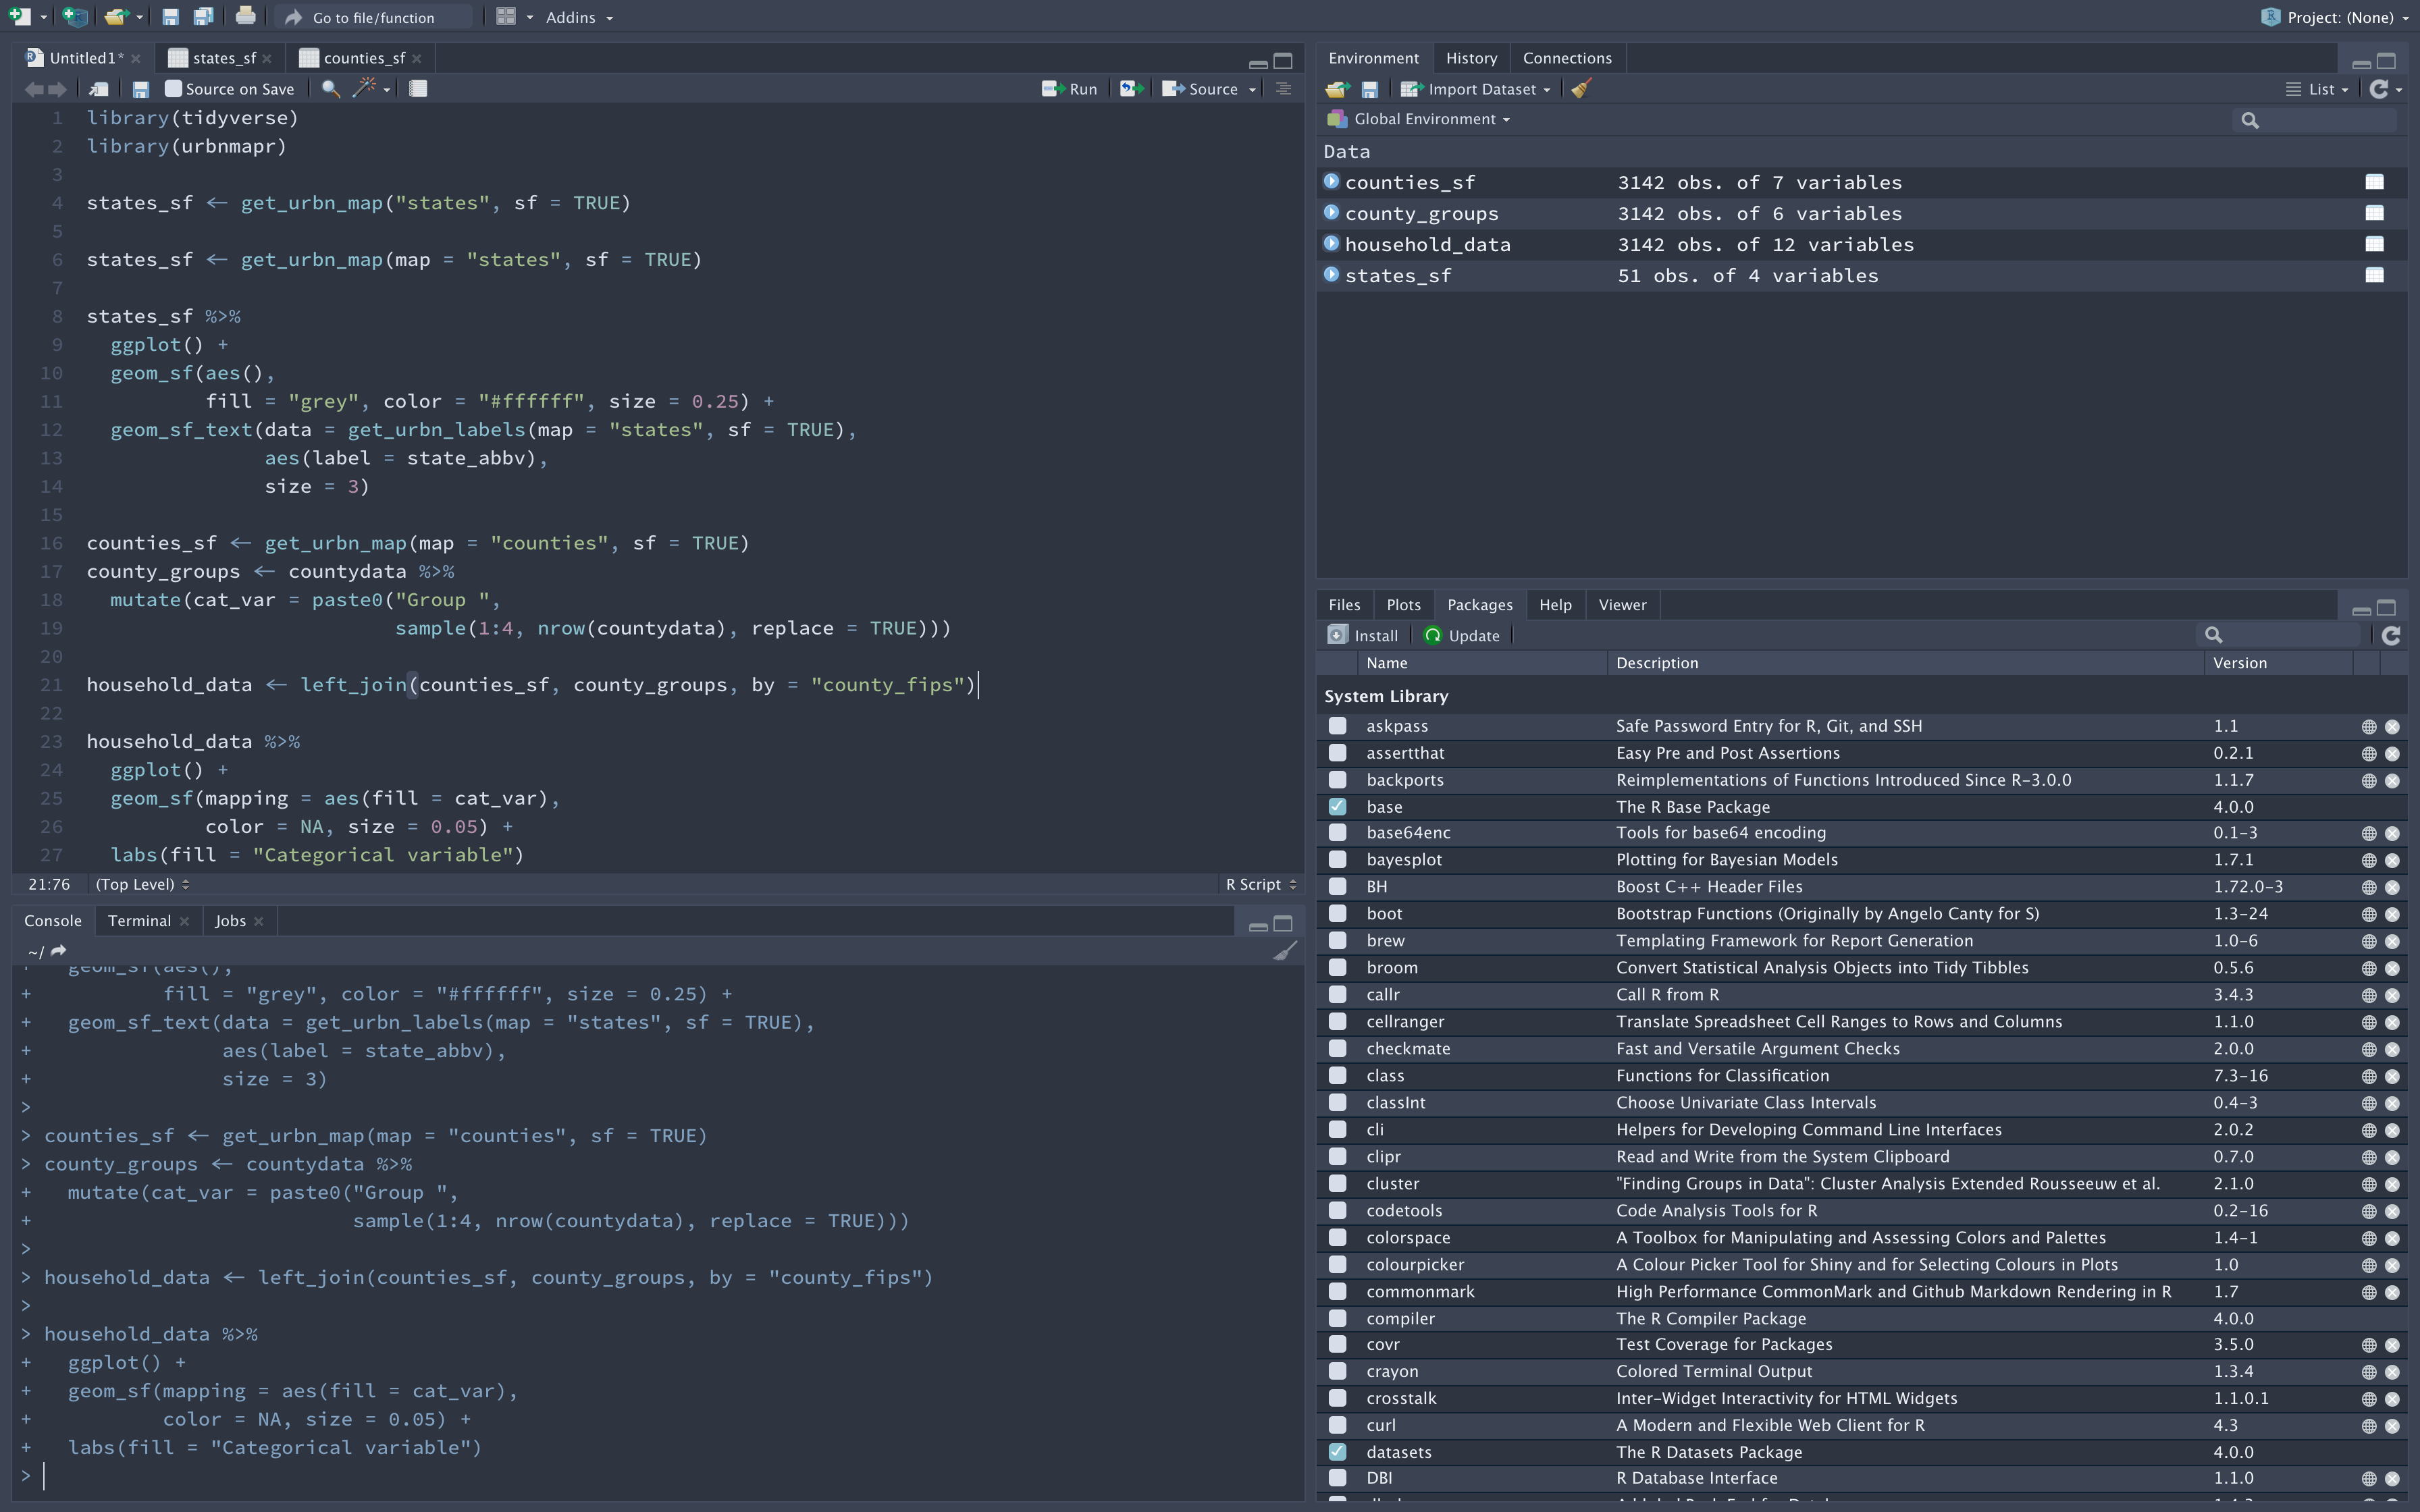 Go to file/function
Addins
Project: (None)
Untitled1*
states_sf
counties_sf
Source on Save
Run
Source
1 library(tidyverse)
2 library(urbnmapr)
3
4 states_sf <- get_urbn_map("states", sf = TRUE)
5
6 states_sf <- get_urbn_map(map = "states", sf = TRUE)
7
8 states_sf %>%
9 ggplot() +
10 geom_sf(aes(),
11 fill = "grey", color = "#ffffff", size = 0.25) +
12 geom_sf_text(data = get_urbn_labels(map = "states", sf = TRUE),
13 aes(label = state_abbv),
14 size = 3)
15
16 counties_sf <- get_urbn_map(map = "counties", sf = TRUE)
17 county_groups <- countydata %>%
18 mutate(cat_var = paste0("Group ",
19 sample(1:4, nrow(countydata), replace = TRUE)))
20
21 household_data <- left_join(counties_sf, county_groups, by = "county_fips")
22
23 household_data %>%
24 ggplot() +
25 geom_sf(mapping = aes(fill = cat_var),
26 color = NA, size = 0.05) +
27 labs(fill = "Categorical variable")
21:76 (Top Level) R Script
Console Terminal Jobs
~/
+ geom_sf(aes(),
+ fill = "grey", color = "#ffffff", size = 0.25) +
+ geom_sf_text(data = get_urbn_labels(map = "states", sf = TRUE),
+ aes(label = state_abbv),
+ size = 3)
>
> counties_sf <- get_urbn_map(map = "counties", sf = TRUE)
> county_groups <- countydata %>%
+ mutate(cat_var = paste0("Group ",
+ sample(1:4, nrow(countydata), replace = TRUE)))
>
> household_data <- left_join(counties_sf, county_groups, by = "county_fips")
>
> household_data %>%
+ ggplot() +
+ geom_sf(mapping = aes(fill = cat_var),
+ color = NA, size = 0.05) +
+ labs(fill = "Categorical variable")
>
Environment History Connections
Import Dataset
List
Global Environment
Data
counties_sf 3142 obs. of 7 variables
county_groups 3142 obs. of 6 variables
household_data 3142 obs. of 12 variables
states_sf 51 obs. of 4 variables
Files Plots Packages Help Viewer
Install Update
Name Description Version
System Library
askpass Safe Password Entry for R, Git, and SSH 1.1
assertthat Easy Pre and Post Assertions 0.2.1
backports Reimplementations of Functions Introduced Since R-3.0.0 1.1.7
base The R Base Package 4.0.0
base64enc Tools for base64 encoding 0.1-3
bayesplot Plotting for Bayesian Models 1.7.1
BH Boost C++ Header Files 1.72.0-3
boot Bootstrap Functions (Originally by Angelo Canty for S) 1.3-24
brew Templating Framework for Report Generation 1.0-6
broom Convert Statistical Analysis Objects into Tidy Tibbles 0.5.6
callr Call R from R 3.4.3
cellranger Translate Spreadsheet Cell Ranges to Rows and Columns 1.1.0
checkmate Fast and Versatile Argument Checks 2.0.0
class Functions for Classification 7.3-16
classInt Choose Univariate Class Intervals 0.4-3
cli Helpers for Developing Command Line Interfaces 2.0.2
clipr Read and Write from the System Clipboard 0.7.0
cluster "Finding Groups in Data": Cluster Analysis Extended Rousseeuw et al. 2.1.0
codetools Code Analysis Tools for R 0.2-16
colorspace A Toolbox for Manipulating and Assessing Colors and Palettes 1.4-1
colourpicker A Colour Picker Tool for Shiny and for Selecting Colours in Plots 1.0
commonmark High Performance CommonMark and Github Markdown Rendering in R 1.7
compiler The R Compiler Package 4.0.0
covr Test Coverage for Packages 3.5.0
crayon Colored Terminal Output 1.3.4
crosstalk Inter-Widget Interactivity for HTML Widgets 1.1.0.1
curl A Modern and Flexible Web Client for R 4.3
datasets The R Datasets Package 4.0.0
DBI R Database Interface 1.1.0